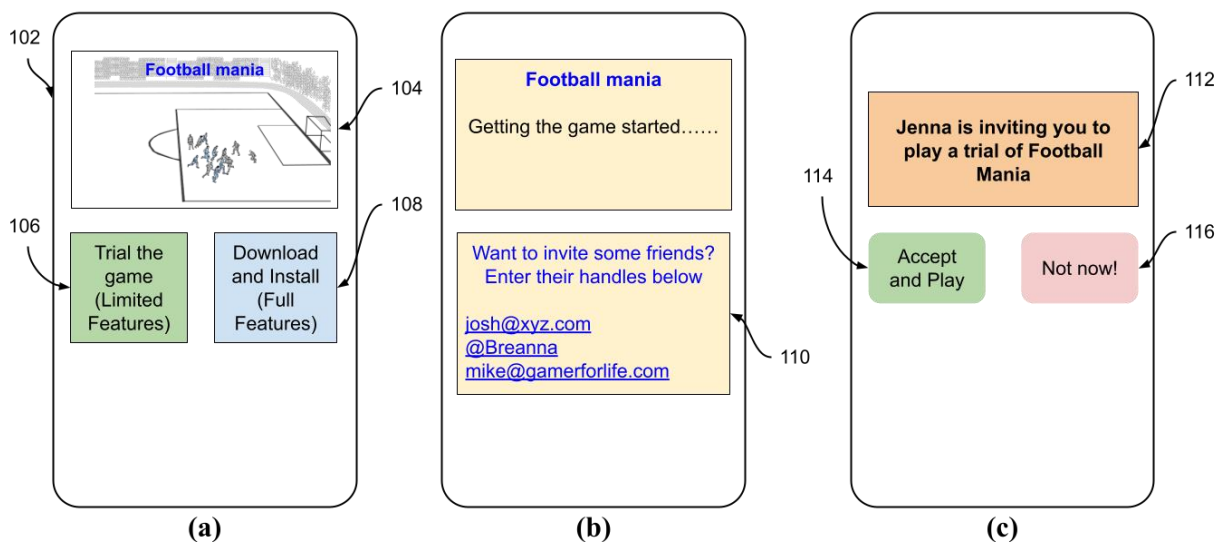 102
Football mania
104
106
Trial the
game
(Limited
Features)
108
Download
and Install
(Full
Features)
(a)
Football mania
Getting the game started……
Want to invite some friends?
Enter their handles below
josh@xyz.com
@Breanna
mike@gamerforlife.com
110
(b)
112
Jenna is inviting you to
play a trial of Football
Mania
114
Accept
and Play
116
Not now!
(c)